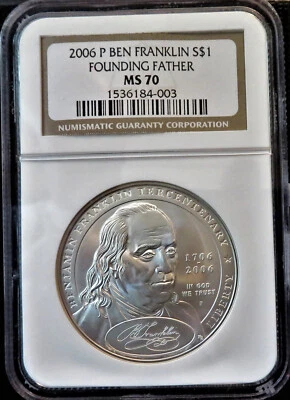 2006 P BEN FRANKLIN S$1
FOUNDING FATHER
MS 70
1536184-003
NUMISMATIC GUARANTY CORPORATION
BENJAMIN FRANKLIN TERCENTENARY
1706
2006
IN GOD
WE TRUST
P
LIBERTY
B Franklin